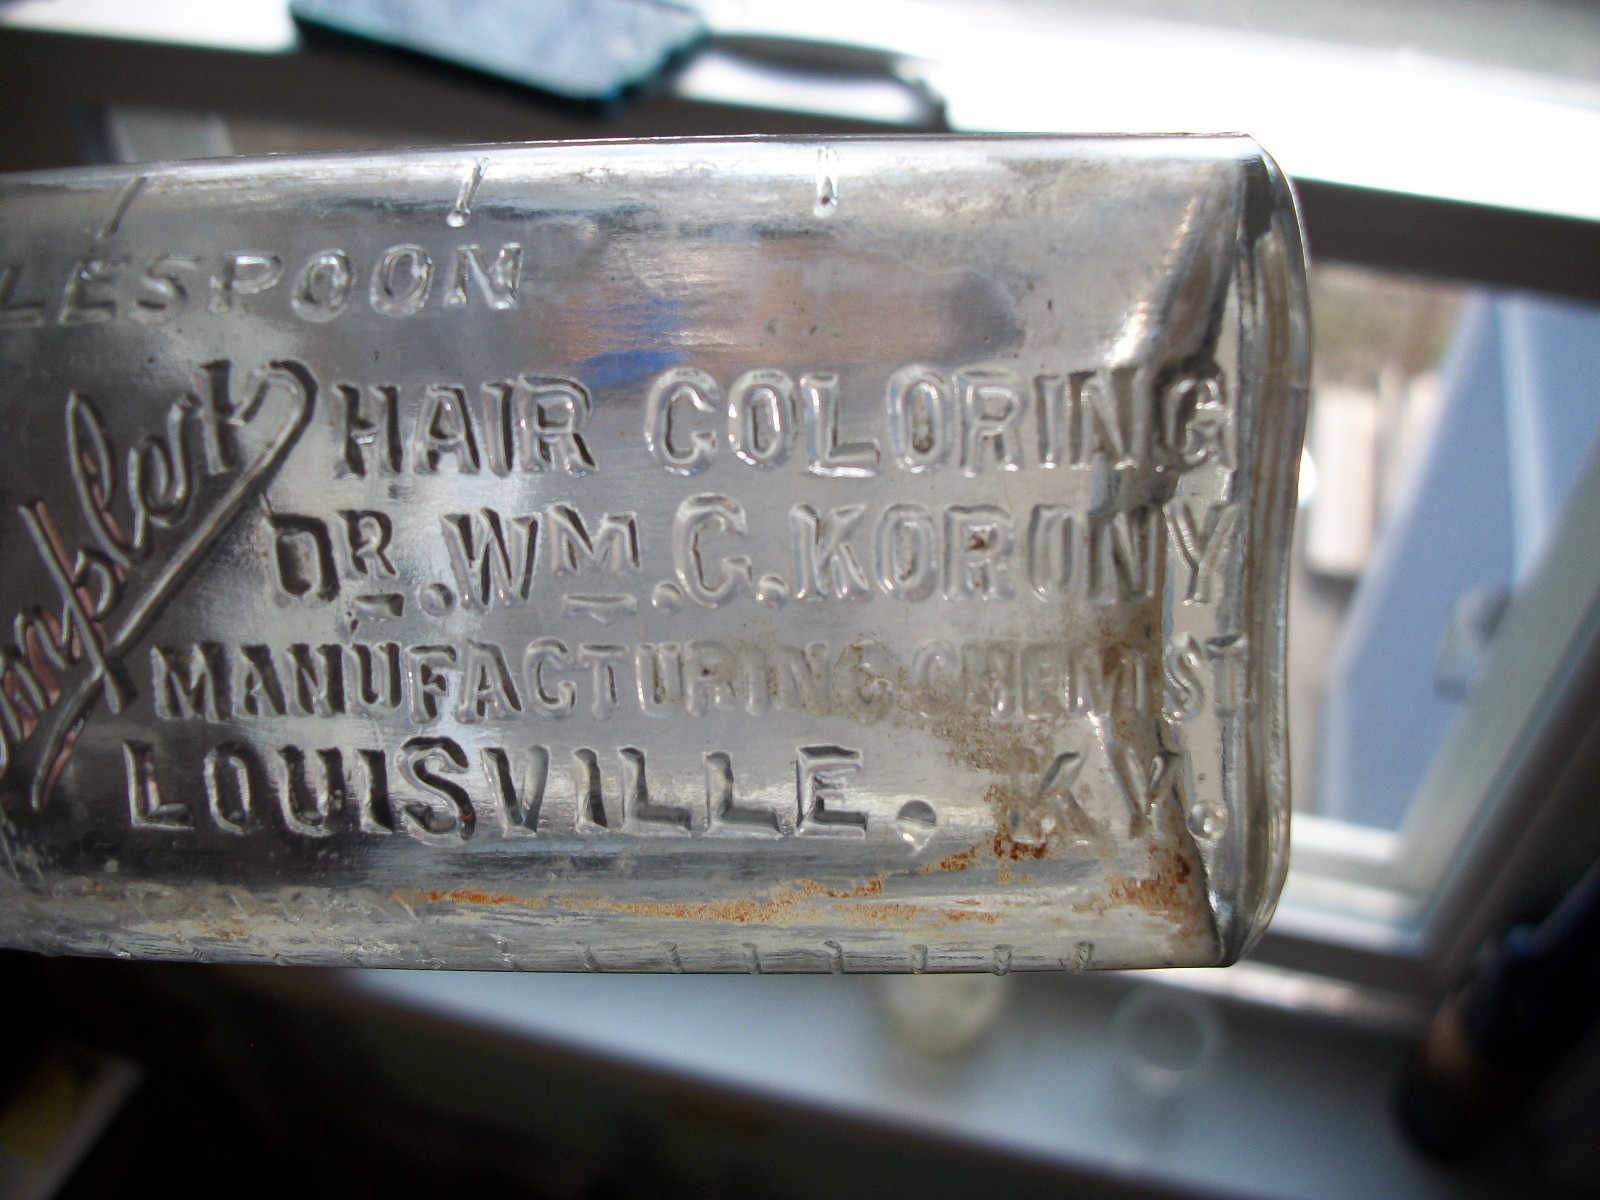 LESPOON
HAIR COLORING
DR. WM. C. KORONY
MANUFACTURING CHEMIST
LOUISVILLE. KY.